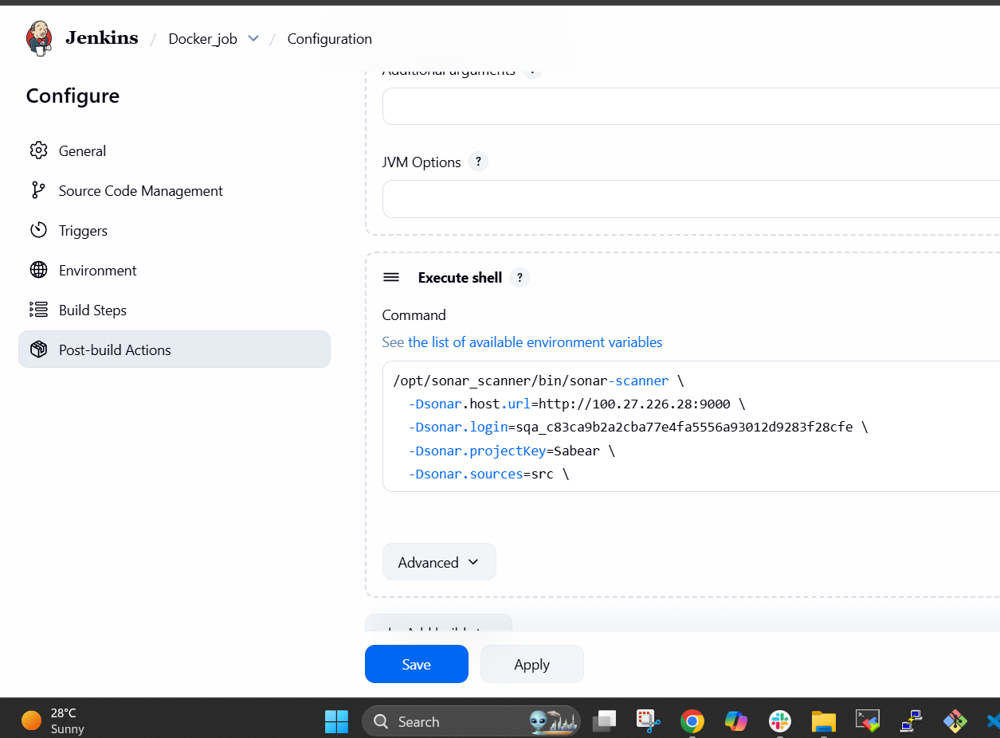 Jenkins / Docker_job / Configuration
Configure
General
Source Code Management
Triggers
Environment
Build Steps
Post-build Actions
Additional arguments ?
JVM Options ?
Execute shell ?
Command
See the list of available environment variables
/opt/sonar_scanner/bin/sonar-scanner \
-Dsonar.host.url=http://100.27.226.28:9000 \
-Dsonar.login=sqa_c83ca9b2a2cba77e4fa5556a93012d9283f28cfe \
-Dsonar.projectKey=Sabear \
-Dsonar.sources=src \
Advanced
Save
Apply
28°C
Sunny
Search